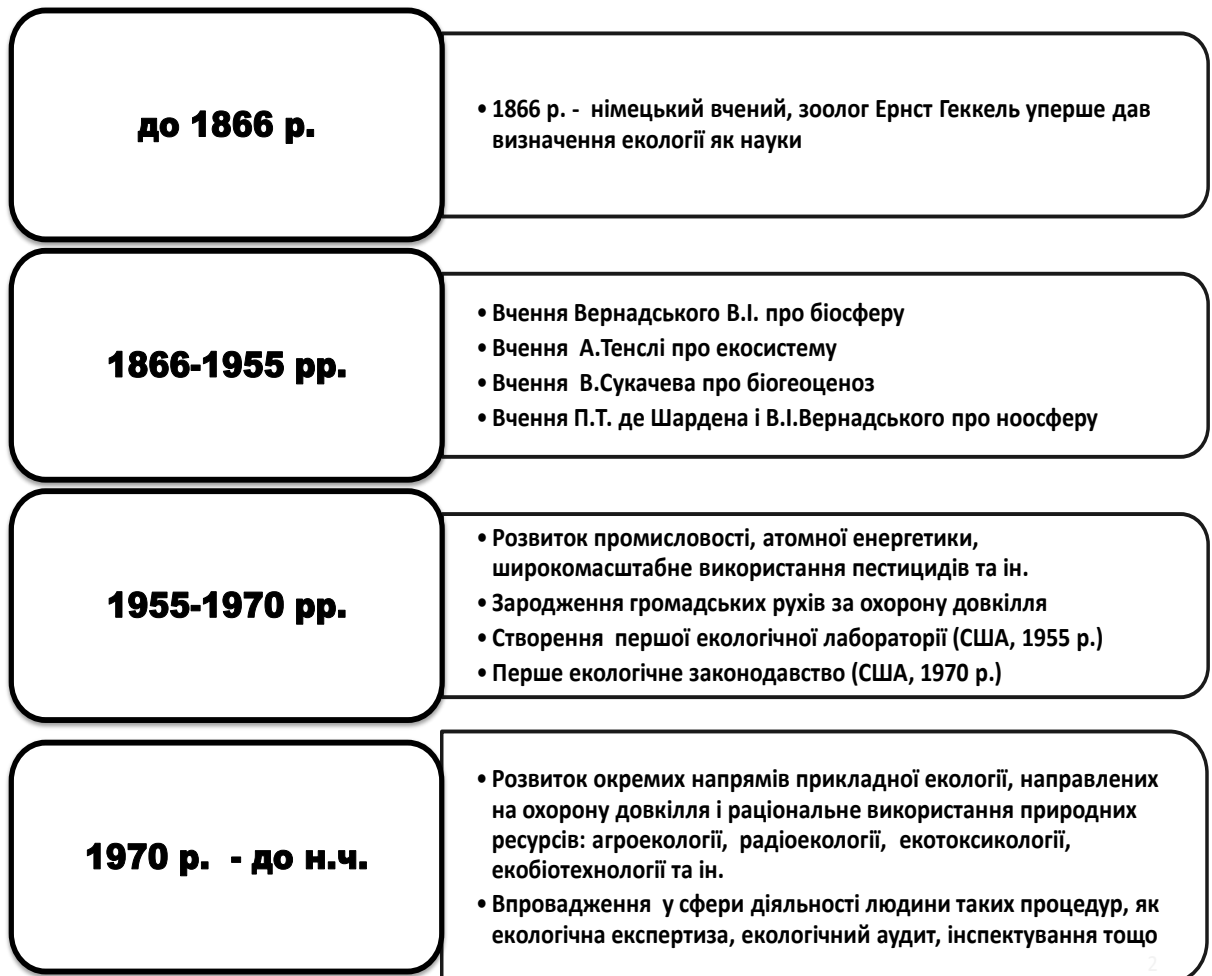 до 1866 р.
• 1866 р. - німецький вчений, зоолог Ернст Геккель уперше дав
визначення екології як науки
1866-1955 рр.
• Вчення Вернадського В.І. про біосферу
• Вчення А.Тенслі про екосистему
• Вчення В.Сукачева про біогеоценоз
• Вчення П.Т. де Шардена і В.І.Вернадського про ноосферу
1955-1970 рр.
• Розвиток промисловості, атомної енергетики,
широкомасштабне використання пестицидів та ін.
• Зародження громадських рухів за охорону довкілля
• Створення першої екологічної лабораторії (США, 1955 р.)
• Перше екологічне законодавство (США, 1970 р.)
1970 р. - до н.ч.
• Розвиток окремих напрямів прикладної екології, направлених
на охорону довкілля і раціональне використання природних
ресурсів: агроекології, радіоекології, екотоксикології,
екобіотехнології та ін.
• Впровадження у сфери діяльності людини таких процедур, як
екологічна експертиза, екологічний аудит, інспектування тощо
2